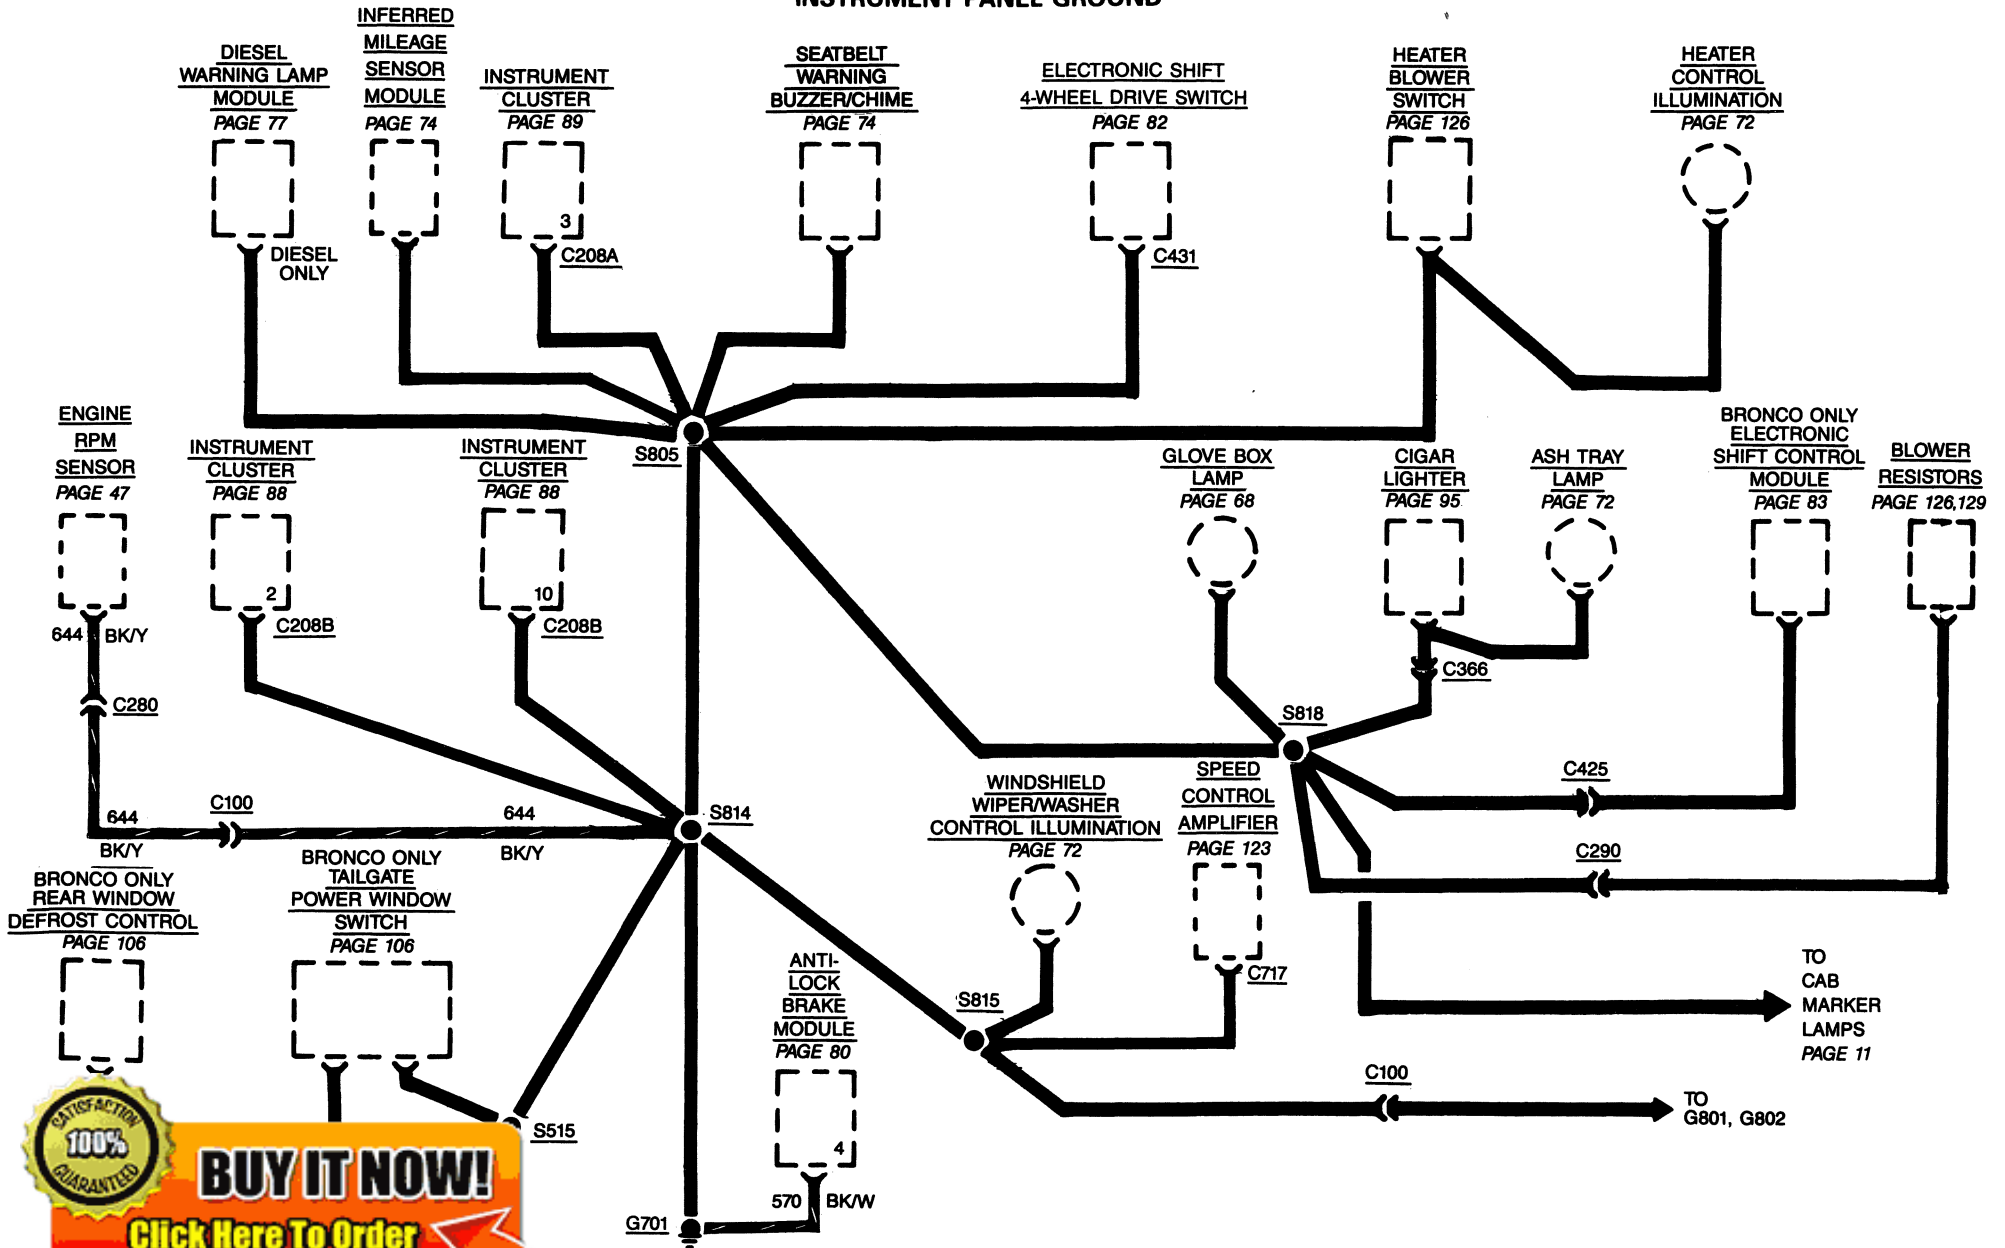 INSTRUMENT PANEL GROUND
DIESEL
WARNING LAMP
MODULE
PAGE 77
DIESEL
ONLY
INFERRED
MILEAGE
SENSOR
MODULE
PAGE 74
INSTRUMENT
CLUSTER
PAGE 89
3
C208A
SEATBELT
WARNING
BUZZER/CHIME
PAGE 74
ELECTRONIC SHIFT
4-WHEEL DRIVE SWITCH
PAGE 82
C431
HEATER
BLOWER
SWITCH
PAGE 126
HEATER
CONTROL
ILLUMINATION
PAGE 72
S805
ENGINE
RPM
SENSOR
PAGE 47
644 BK/Y
C280
644
BK/Y
C100
644
BK/Y
INSTRUMENT
CLUSTER
PAGE 88
2
C208B
INSTRUMENT
CLUSTER
PAGE 88
10
C208B
S814
GLOVE BOX
LAMP
PAGE 68
CIGAR
LIGHTER
PAGE 95
C366
ASH TRAY
LAMP
PAGE 72
BRONCO ONLY
ELECTRONIC
SHIFT CONTROL
MODULE
PAGE 83
BLOWER
RESISTORS
PAGE 126,129
S818
C425
C290
BRONCO ONLY
REAR WINDOW
DEFROST CONTROL
PAGE 106
BRONCO ONLY
TAILGATE
POWER WINDOW
SWITCH
PAGE 106
S515
ANTI-
LOCK
BRAKE
MODULE
PAGE 80
4
570 BK/W
G701
WINDSHIELD
WIPER/WASHER
CONTROL ILLUMINATION
PAGE 72
SPEED
CONTROL
AMPLIFIER
PAGE 123
C717
S815
C100
TO
CAB
MARKER
LAMPS
PAGE 11
TO
G801, G802
SATISFACTION
100%
GUARANTEED
BUY IT NOW!
Click Here To Order